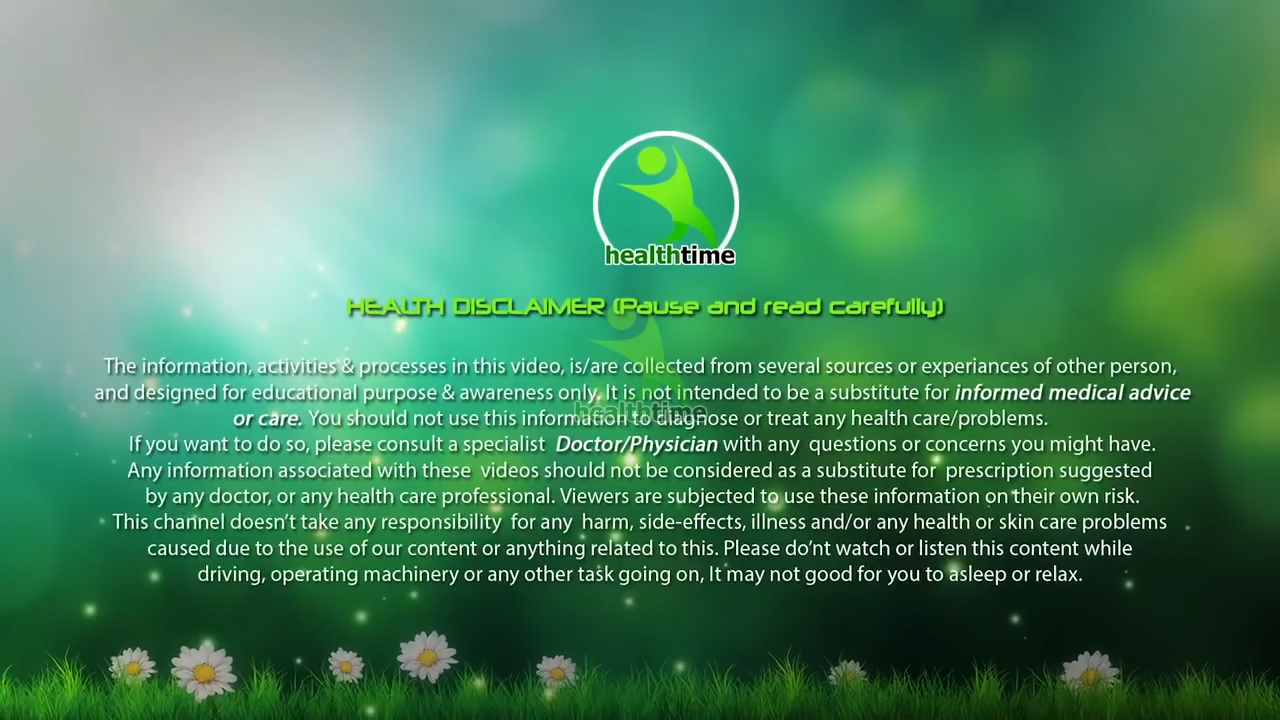 healthtime
HEALTH DISCLAIMER (Pause and read carefully)
The information, activities & processes in this video, is/are collected from several sources or experiances of other person,
and designed for educational purpose & awareness only. It is not intended to be a substitute for informed medical advice
or care. You should not use this information to diagnose or treat any health care/problems.
healthtime
If you want to do so, please consult a specialist Doctor/Physician with any questions or concerns you might have.
Any information associated with these videos should not be considered as a substitute for prescription suggested
by any doctor, or any health care professional. Viewers are subjected to use these information on their own risk.
This channel doesn't take any responsibility for any harm, side-effects, illness and/or any health or skin care problems
caused due to the use of our content or anything related to this. Please do'nt watch or listen this content while
driving, operating machinery or any other task going on, It may not good for you to asleep or relax.